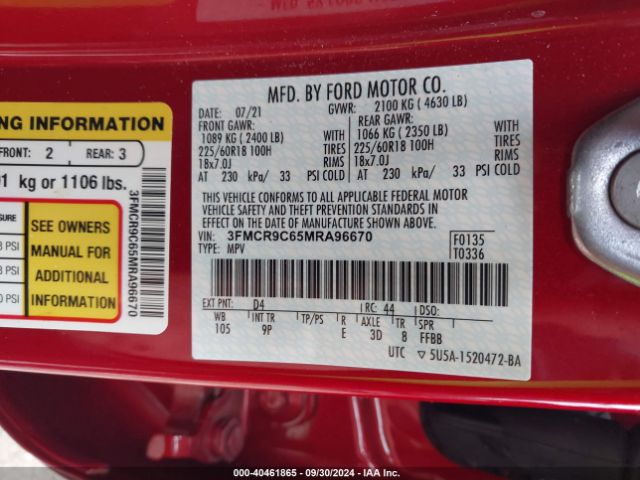 MFD. BY FORD MOTOR CO.
DATE: 07/21 GVWR: 2100 KG ( 4630 LB)
FRONT GAWR: REAR GAWR:
1089 KG ( 2400 LB) WITH 1066 KG ( 2350 LB) WITH
225/60R18 100H TIRES 225/60R18 100H TIRES
18x7.0J RIMS 18x7.0J RIMS
AT 230 kPa/ 33 PSI COLD AT 230 kPa/ 33 PSI COLD
THIS VEHICLE CONFORMS TO ALL APPLICABLE FEDERAL MOTOR
VEHICLE SAFETY AND THEFT PREVENTION STANDARDS IN
EFFECT ON THE DATE OF MANUFACTURE SHOWN ABOVE.
VIN: 3FMCR9C65MRA96670 F0135
TYPE: MPV T0336
EXT PNT: D4 RC: 44 DSO:
WB INT TR TP/PS R AXLE TR SPR
105 9P E 3D 8 FFBB
UTC ▽ 5U5A-1520472-BA
NG INFORMATION
FRONT: 2 REAR: 3
kg or 1106 lbs.
SURE
PSI
PSI
PSI
SEE OWNERS
MANUAL FOR
ADDITIONAL
INFORMATION
3FMCR9C65MRA96670
000-40461865 - 09/30/2024 - IAA Inc.